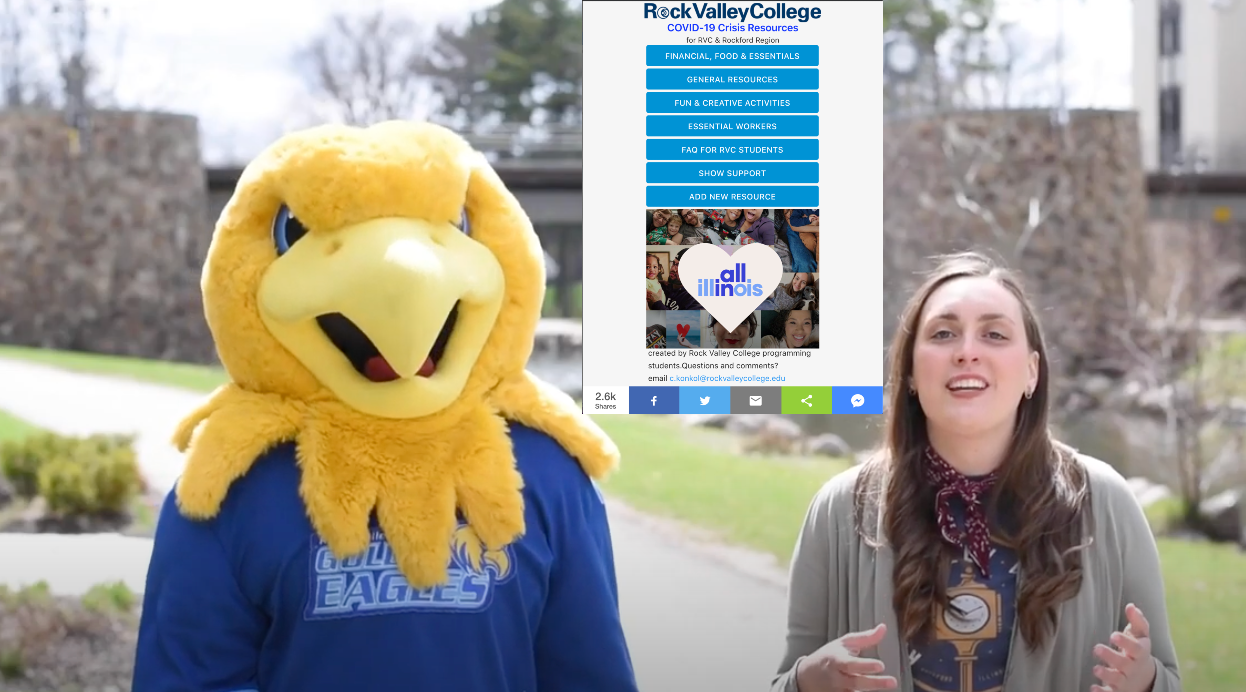 RockValleyCollege
COVID-19 Crisis Resources
for RVC & Rockford Region
FINANCIAL, FOOD & ESSENTIALS
GENERAL RESOURCES
FUN & CREATIVE ACTIVITIES
ESSENTIAL WORKERS
FAQ FOR RVC STUDENTS
SHOW SUPPORT
ADD NEW RESOURCE
all
illinois
created by Rock Valley College programming
students.Questions and comments?
email c.konkol@rockvalleycollege.edu
2.6k
Shares
EAGLES